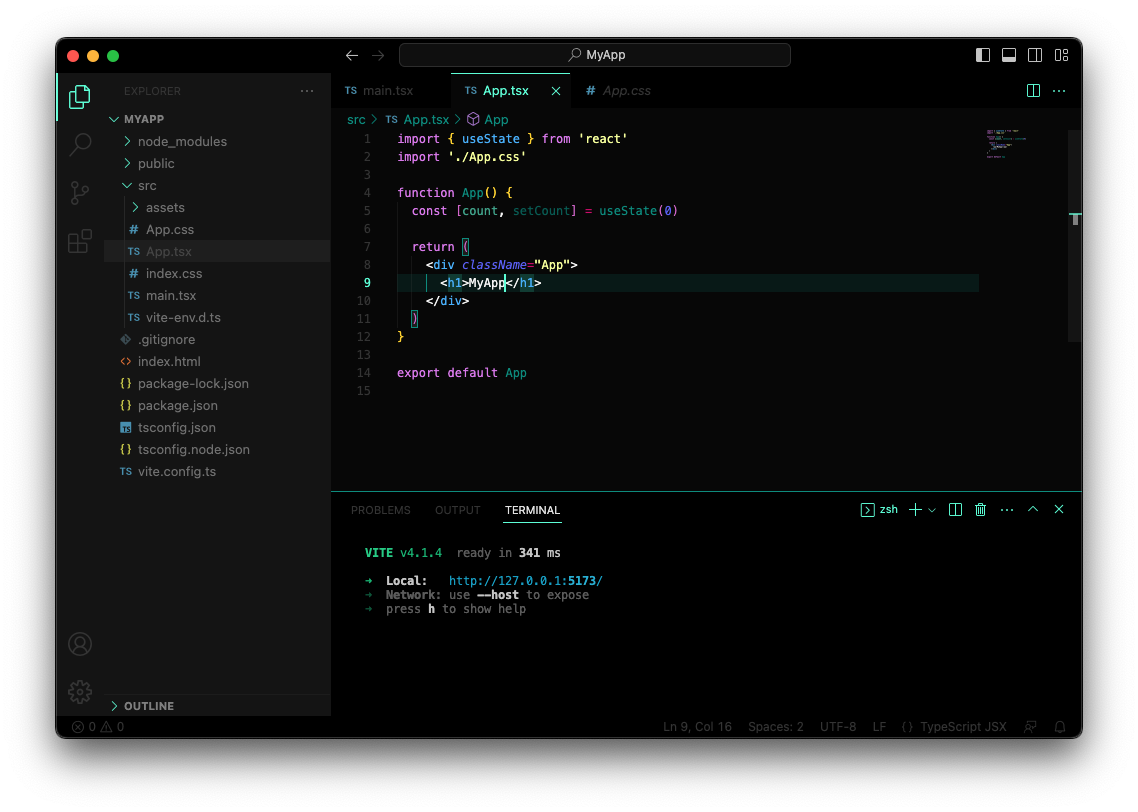 MyApp
EXPLORER
MYAPP
node_modules
public
src
assets
# App.css
TS App.tsx
# index.css
TS main.tsx
TS vite-env.d.ts
.gitignore
<> index.html
{} package-lock.json
{} package.json
TS tsconfig.json
{} tsconfig.node.json
TS vite.config.ts
OUTLINE
TS main.tsx TS App.tsx # App.css
src > TS App.tsx > App
1 import { useState } from 'react'
2 import './App.css'
3
4 function App() {
5 const [count, setCount] = useState(0)
6
7 return (
8 <div className="App">
9 <h1>MyApp</h1>
10 </div>
11 )
12 }
13
14 export default App
15
PROBLEMS OUTPUT TERMINAL zsh
VITE v4.1.4 ready in 341 ms
➜ Local: http://127.0.0.1:5173/
➜ Network: use --host to expose
➜ press h to show help
0 0 Ln 9, Col 16 Spaces: 2 UTF-8 LF {} TypeScript JSX